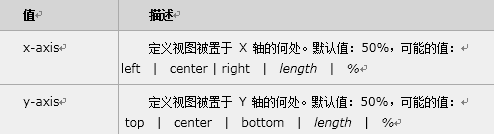 值 描述
x-axis 定义视图被置于 X 轴的何处。默认值：50%，可能的值：
left | center | right | length | %
y-axis 定义视图被置于 Y 轴的何处。默认值：50%，可能的值：
top | center | bottom | length | %